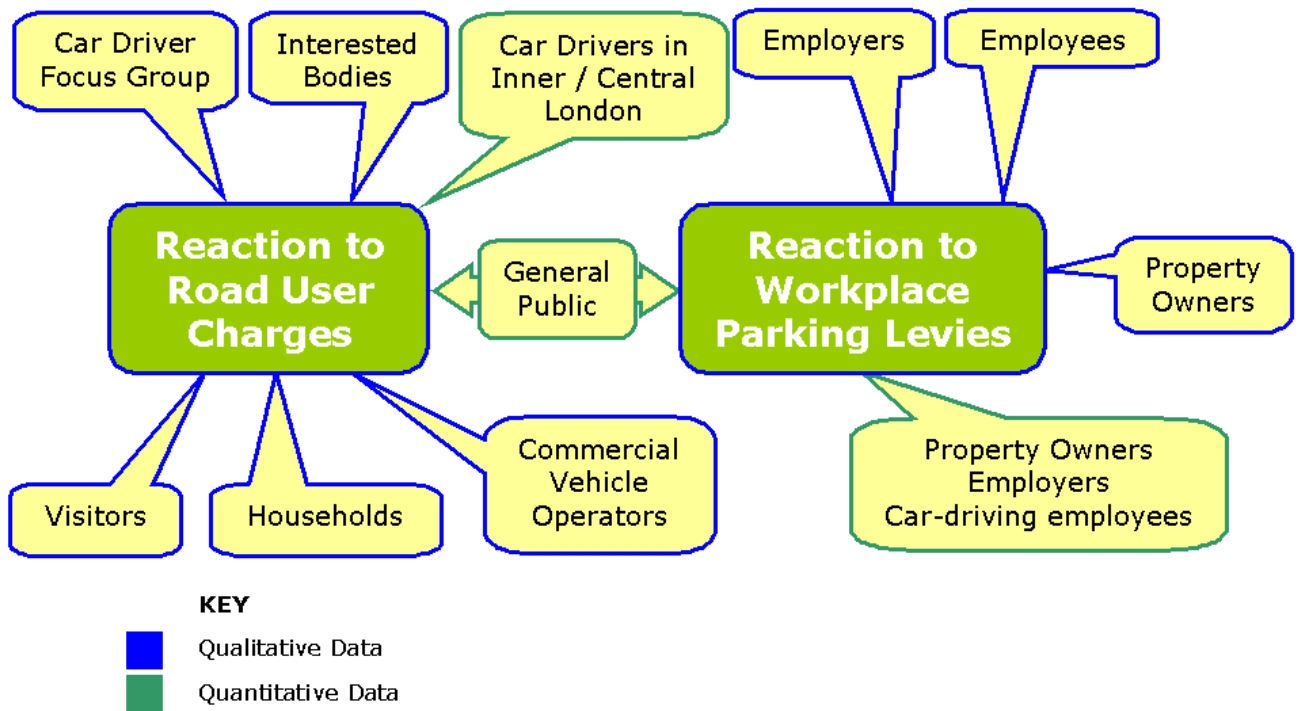 Car Driver
Focus Group
Interested
Bodies
Car Drivers in
Inner / Central
London
Employers
Employees
Reaction to
Road User
Charges
General
Public
Reaction to
Workplace
Parking Levies
Property
Owners
Visitors
Households
Commercial
Vehicle
Operators
Property Owners
Employers
Car-driving employees
KEY
Qualitative Data
Quantitative Data